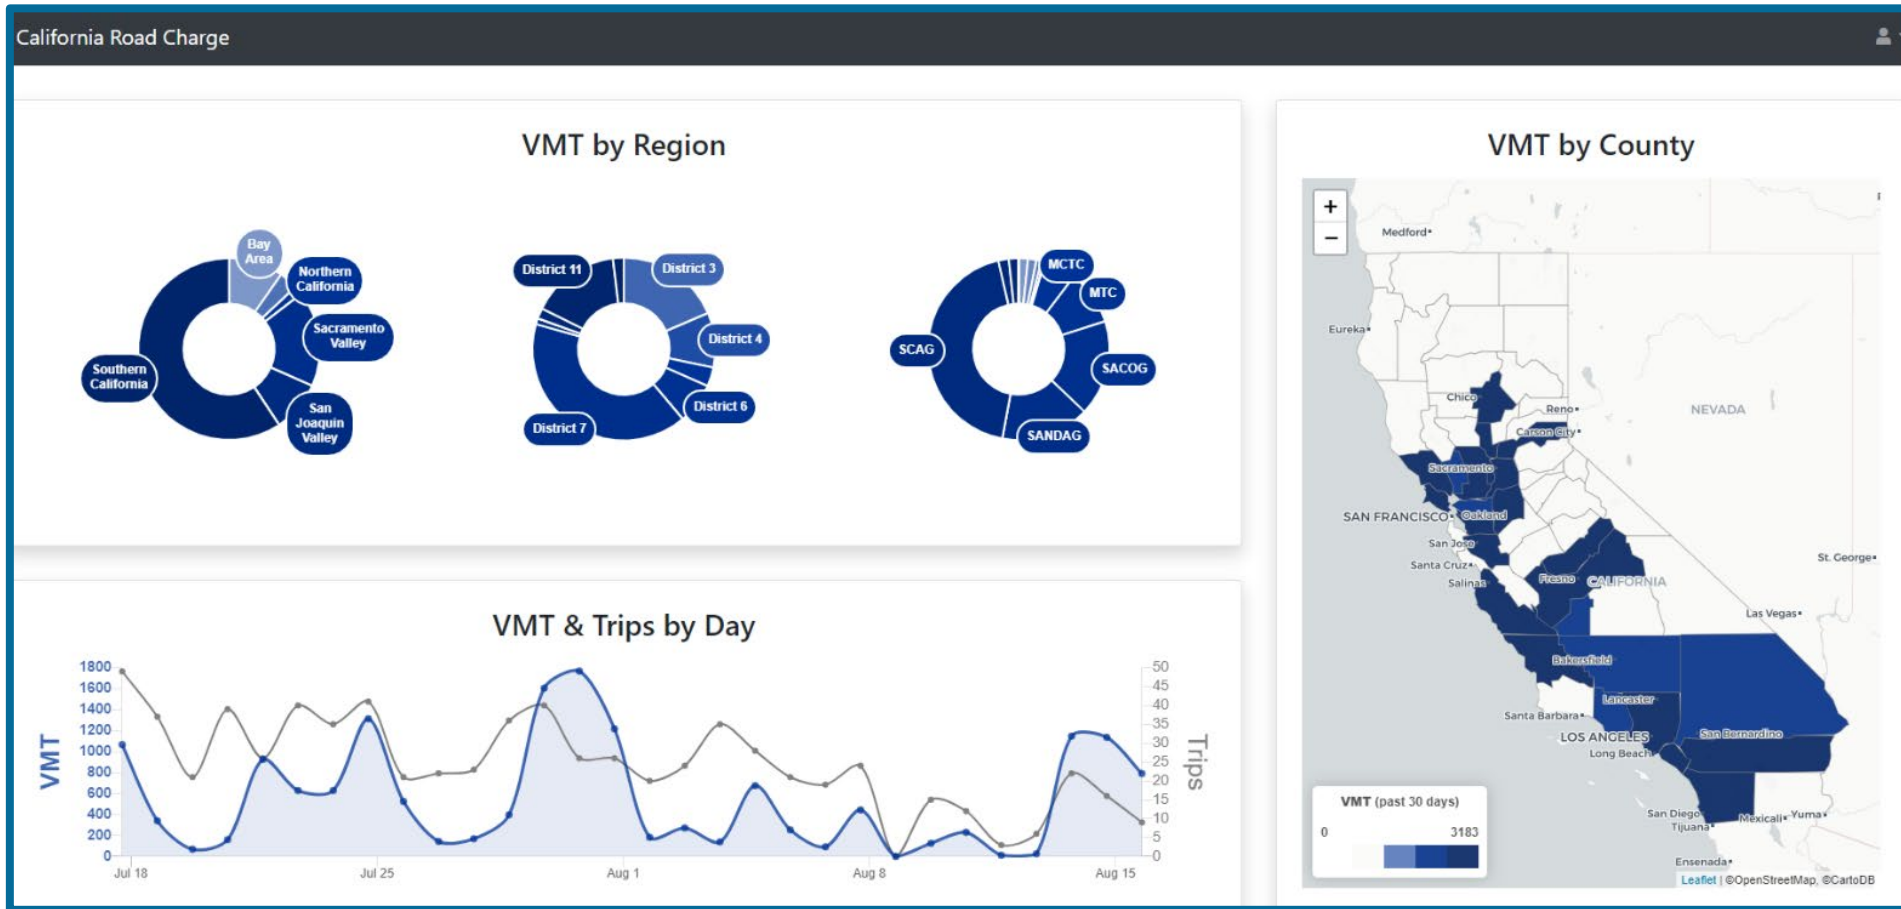 California Road Charge
VMT by Region
Bay
Area
Northern
California
Sacramento
Valley
San
Joaquin
Valley
Southern
California
District 11
District 3
District 4
District 6
District 7
MCTC
MTC
SACOG
SANDAG
SCAG
VMT & Trips by Day
VMT
1800
1600
1400
1200
1000
800
600
400
200
0
50
45
40
35
30
25
20
15
10
5
0
Trips
Jul 18
Jul 25
Aug 1
Aug 8
Aug 15
VMT by County
+
−
Medford
Eureka
Chico
Reno
NEVADA
Carson City
Sacramento
SAN FRANCISCO
Oakland
San Jose
St. George
Santa Cruz
Salinas
Fresno
CALIFORNIA
Las Vegas
Bakersfield
Lancaster
Santa Barbara
LOS ANGELES
San Bernardino
Long Beach
San Diego
Tijuana
Mexicali
Yuma
Ensenada
VMT (past 30 days)
0 3183
Leaflet | ©OpenStreetMap, ©CartoDB